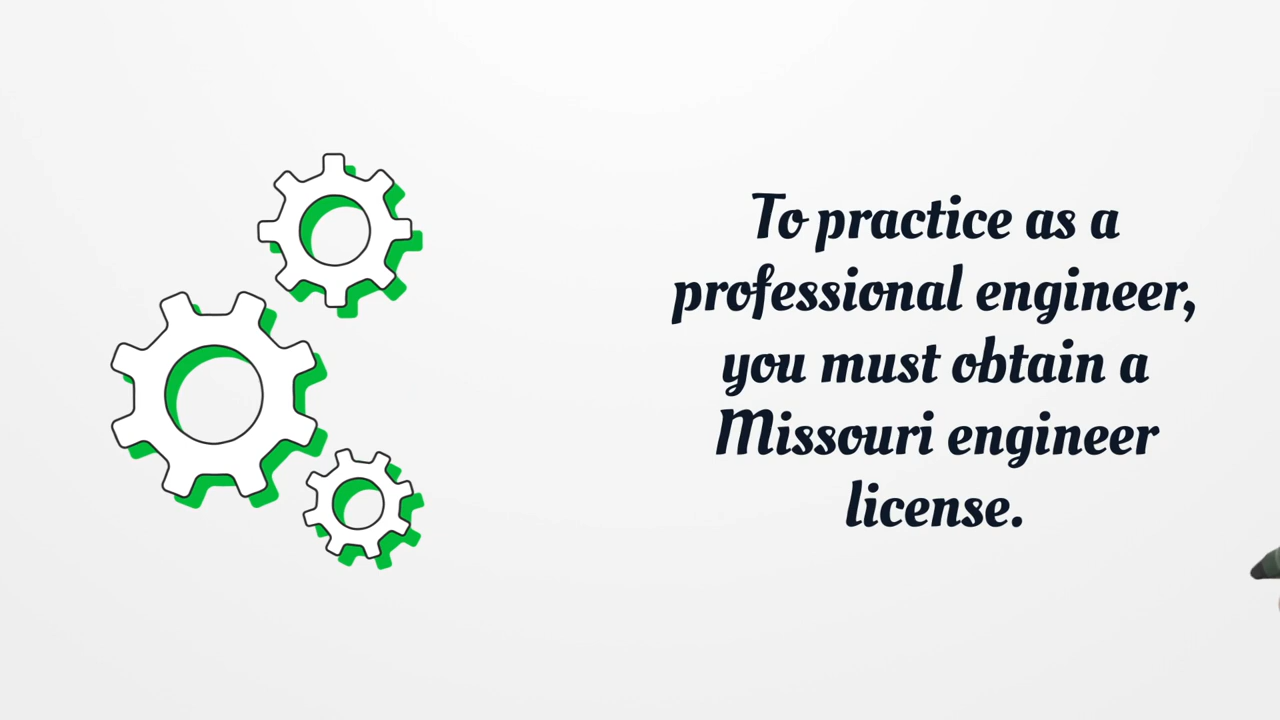 To practice as a
professional engineer,
you must obtain a
Missouri engineer
license.